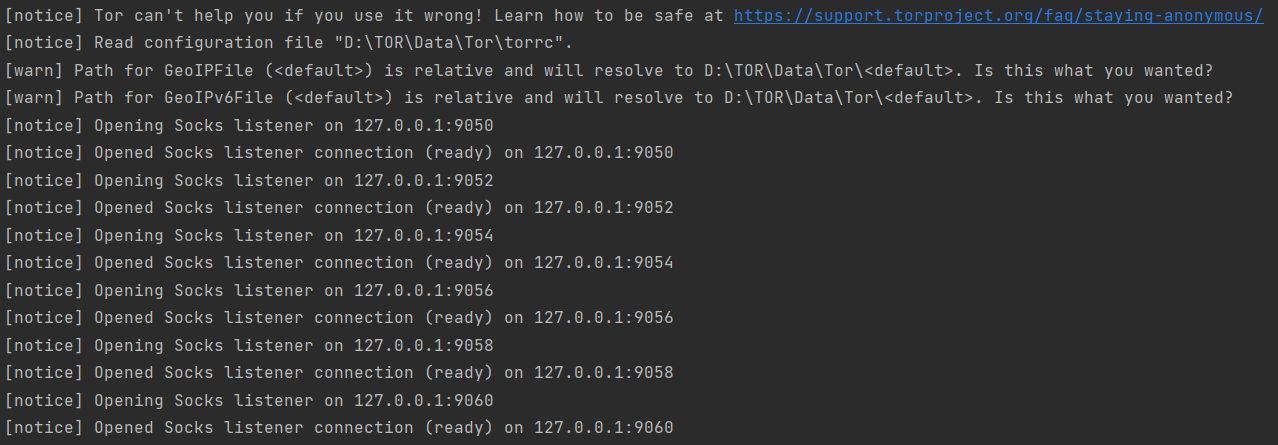 [notice] Tor can't help you if you use it wrong! Learn how to be safe at https://support.torproject.org/faq/staying-anonymous/
[notice] Read configuration file "D:\TOR\Data\Tor\torrc".
[warn] Path for GeoIPFile (<default>) is relative and will resolve to D:\TOR\Data\Tor\<default>. Is this what you wanted?
[warn] Path for GeoIPv6File (<default>) is relative and will resolve to D:\TOR\Data\Tor\<default>. Is this what you wanted?
[notice] Opening Socks listener on 127.0.0.1:9050
[notice] Opened Socks listener connection (ready) on 127.0.0.1:9050
[notice] Opening Socks listener on 127.0.0.1:9052
[notice] Opened Socks listener connection (ready) on 127.0.0.1:9052
[notice] Opening Socks listener on 127.0.0.1:9054
[notice] Opened Socks listener connection (ready) on 127.0.0.1:9054
[notice] Opening Socks listener on 127.0.0.1:9056
[notice] Opened Socks listener connection (ready) on 127.0.0.1:9056
[notice] Opening Socks listener on 127.0.0.1:9058
[notice] Opened Socks listener connection (ready) on 127.0.0.1:9058
[notice] Opening Socks listener on 127.0.0.1:9060
[notice] Opened Socks listener connection (ready) on 127.0.0.1:9060